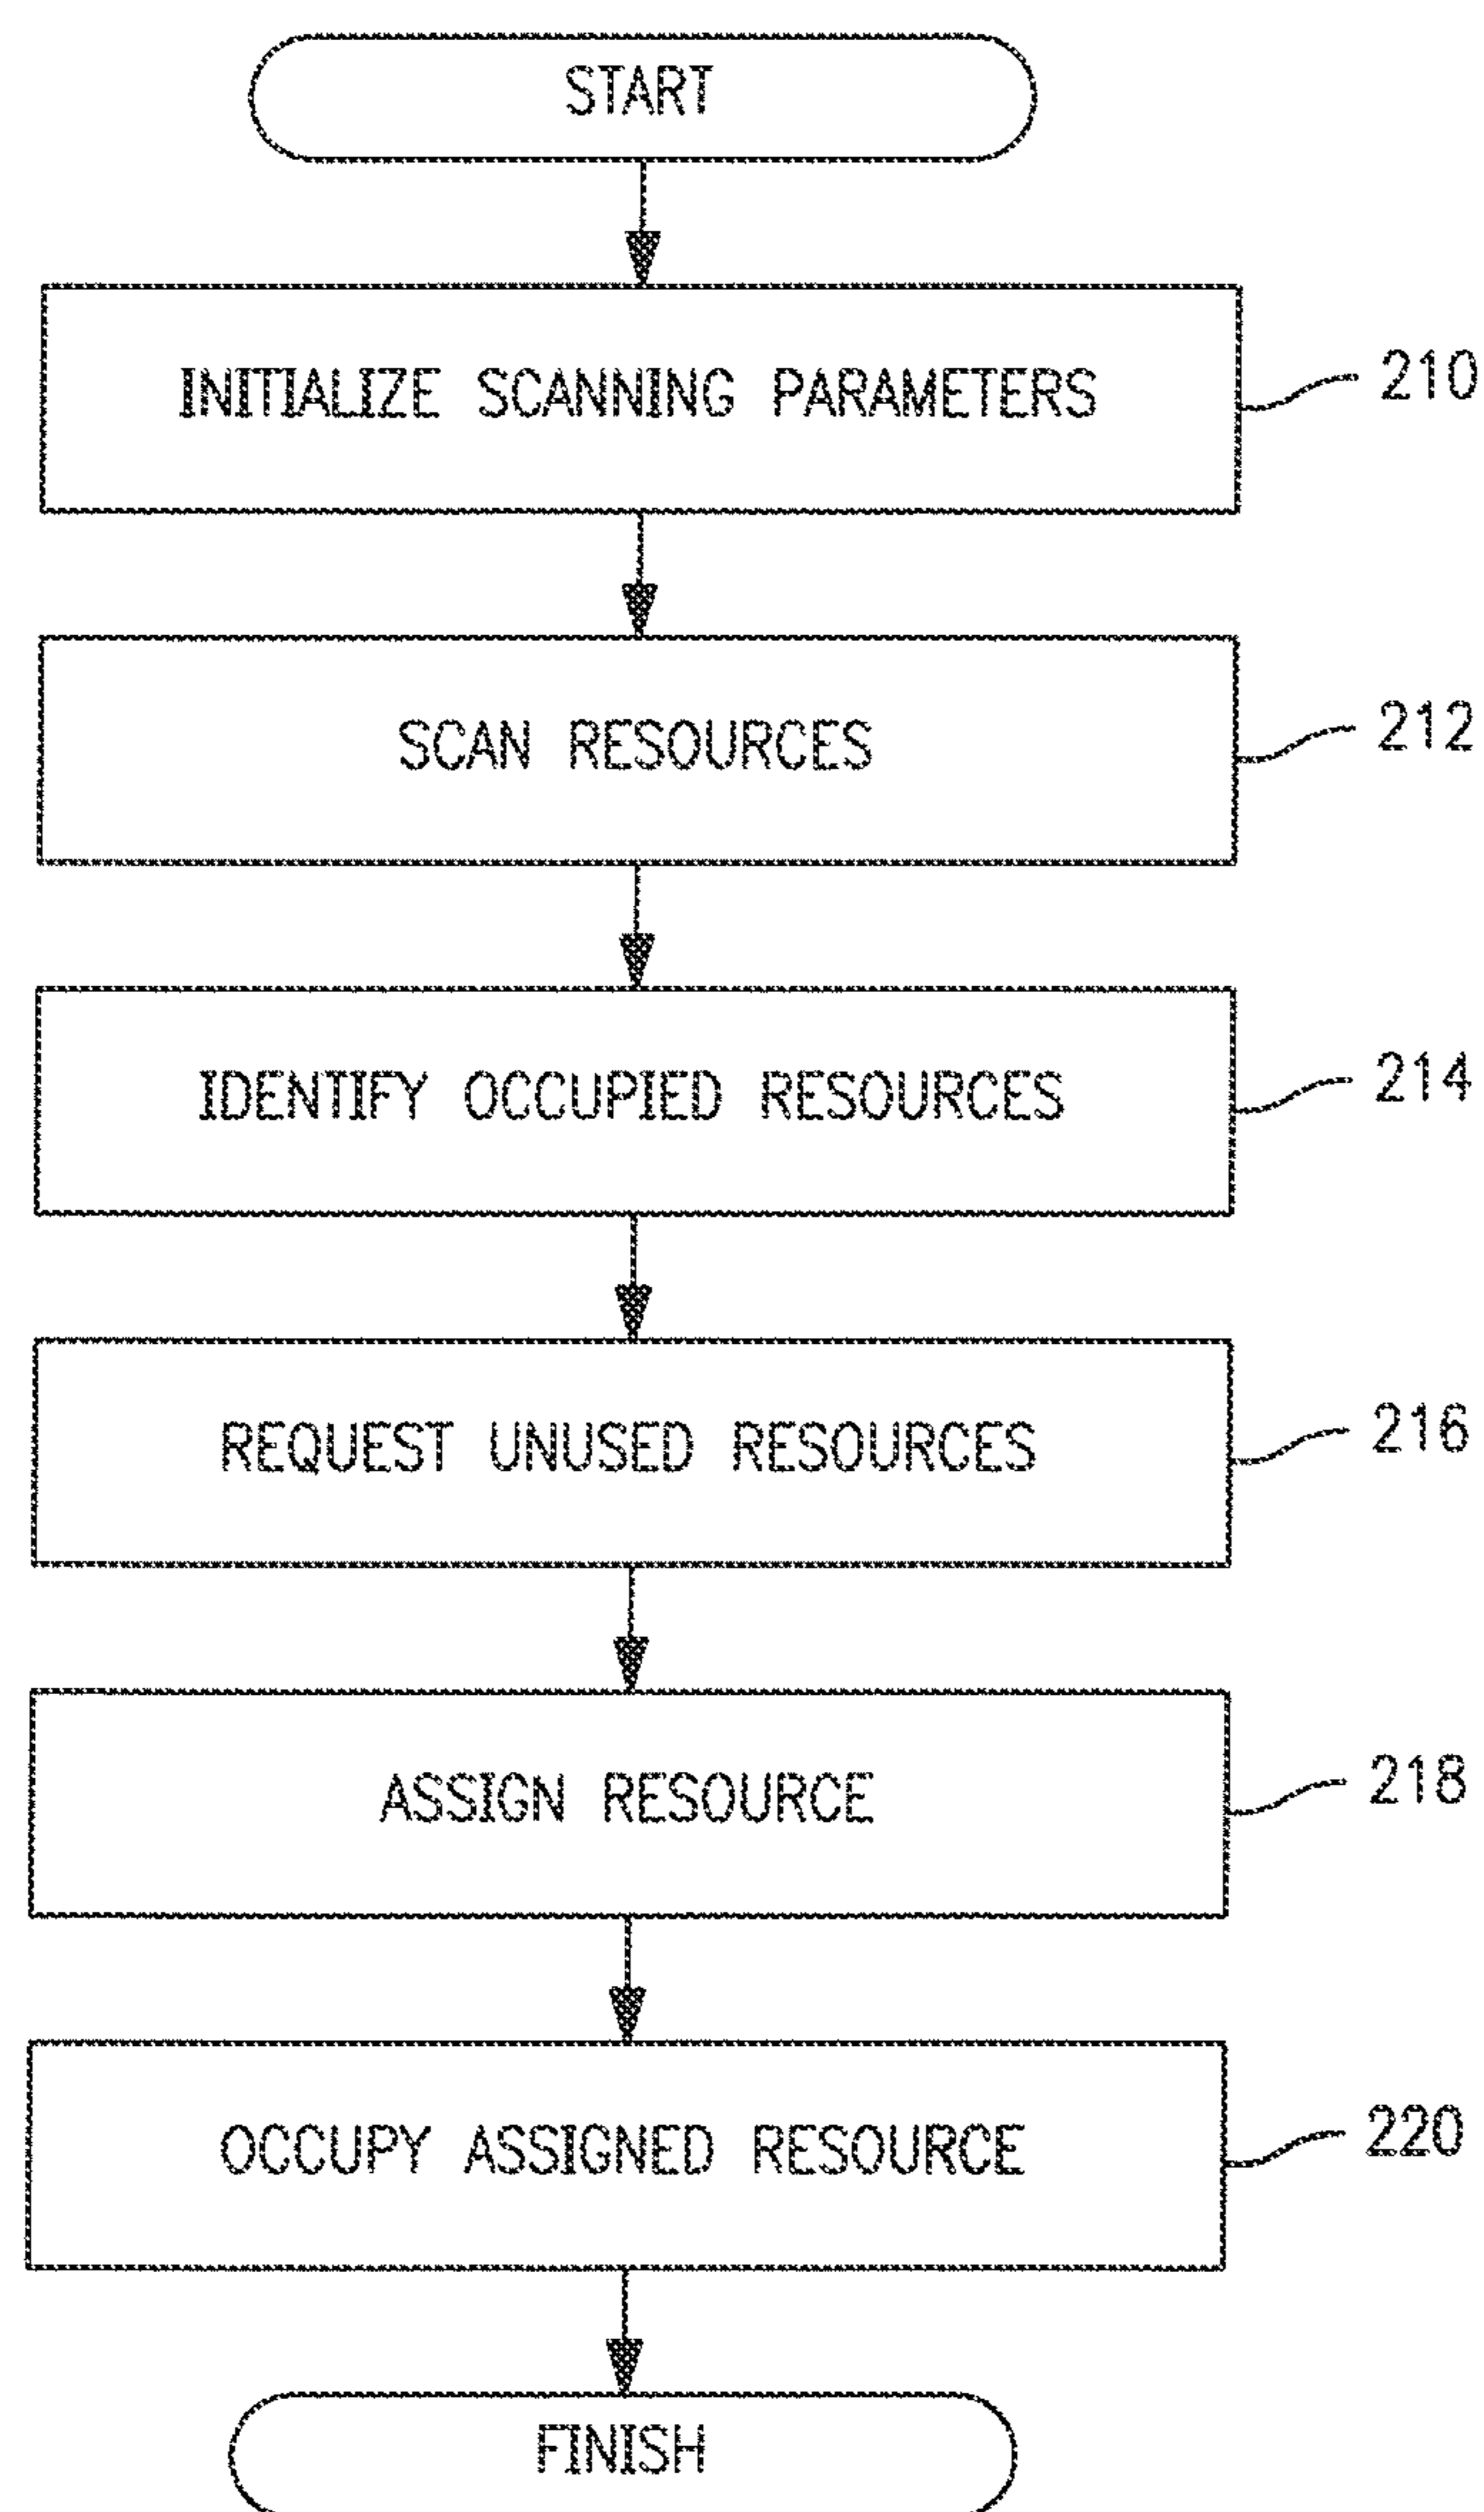 START
INITIALIZE SCANNING PARAMETERS
210
SCAN RESOURCES
212
IDENTIFY OCCUPIED RESOURCES
214
REQUEST UNUSED RESOURCES
216
ASSIGN RESOURCE
218
OCCUPY ASSIGNED RESOURCE
220
FINISH